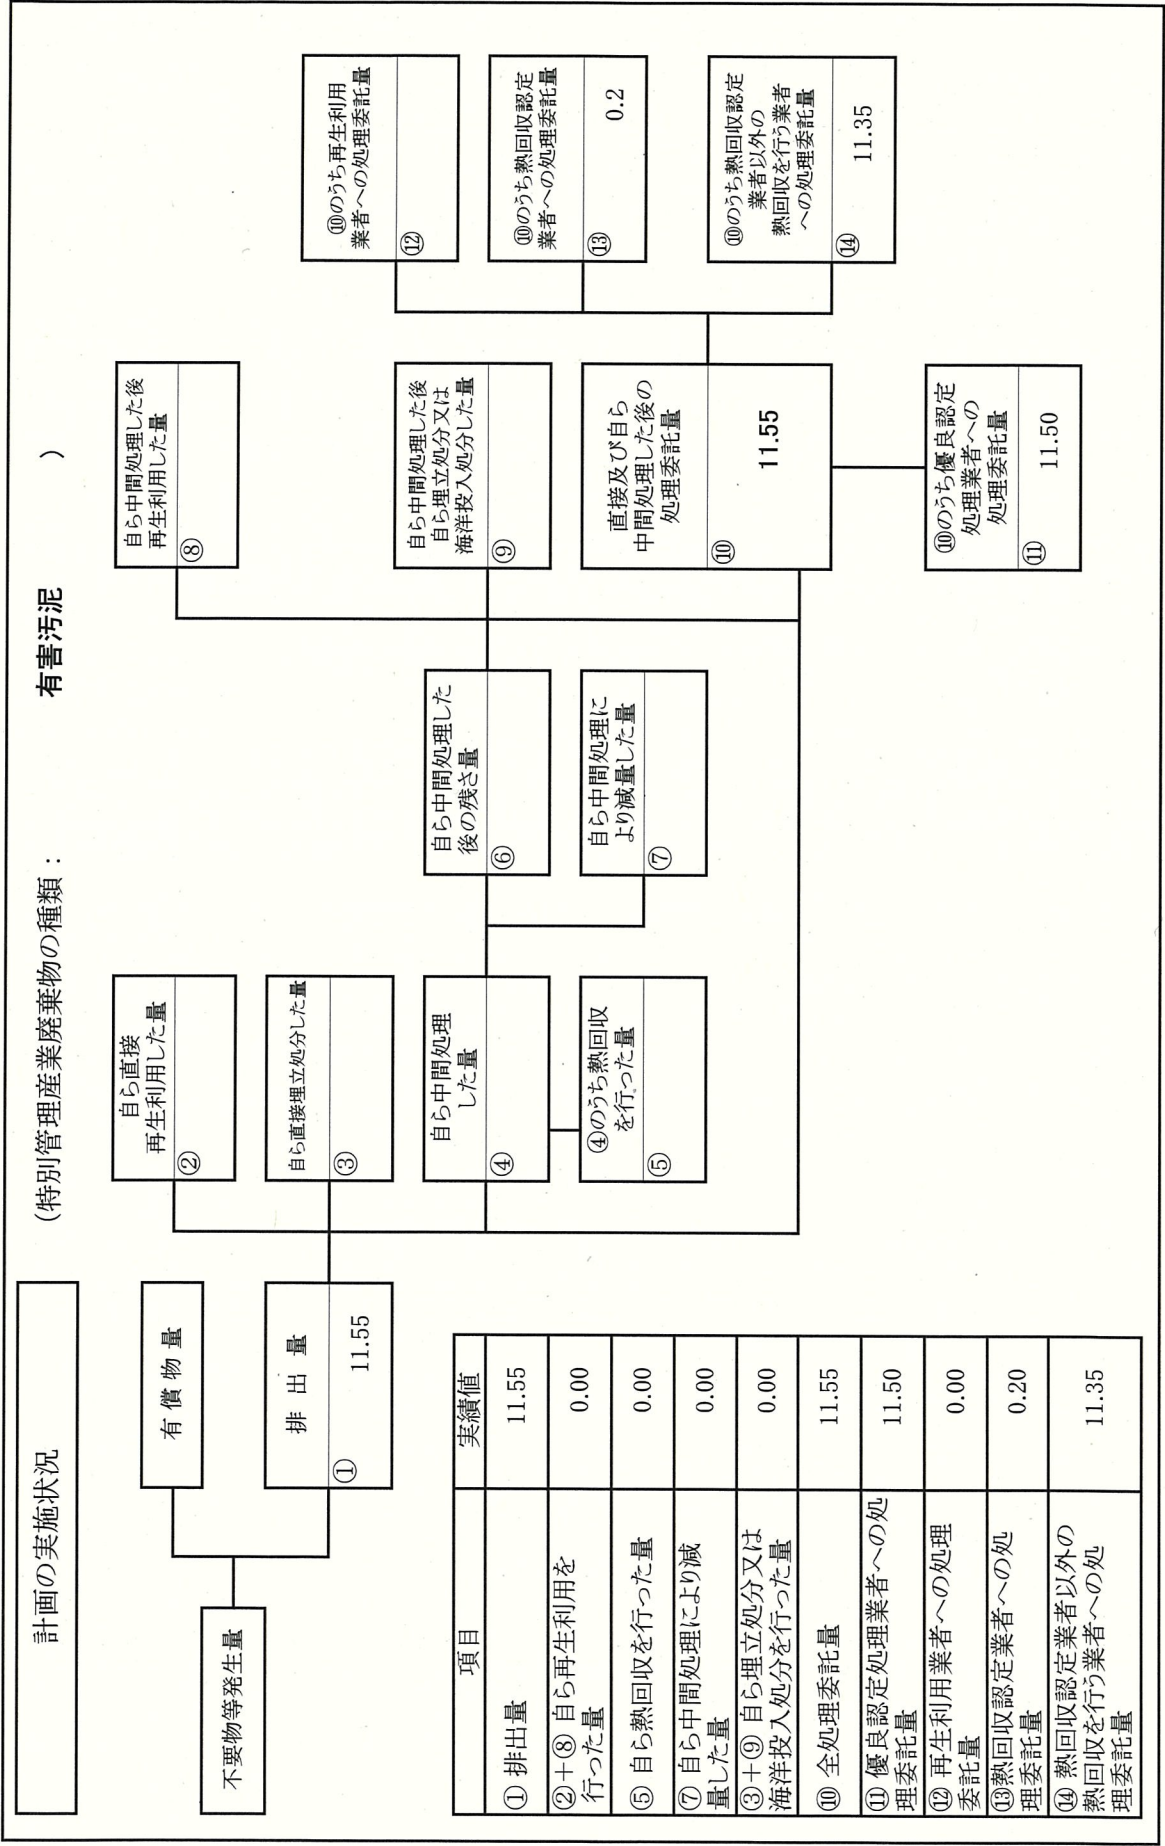 計画の実施状況
（特別管理産業廃棄物の種類：　有害汚泥　）
不要物等発生量
有 償 物 量
排 出 量
①
11.55
自ら直接
再生利用した量
②
自ら直接埋立処分した量
③
自ら中間処理
した量
④
④のうち熱回収
を行った量
⑤
自ら中間処理した
後の残さ量
⑥
自ら中間処理に
より減量した量
⑦
自ら中間処理した後
再生利用した量
⑧
自ら中間処理した後
自ら埋立処分又は
海洋投入処分した量
⑨
直接及び自ら
中間処理した後の
処理委託量
⑩
11.55
⑩のうち優良認定
処理業者への
処理委託量
⑪
11.50
⑩のうち再生利用
業者への処理委託量
⑫
⑩のうち熱回収認定
業者への処理委託量
⑬
0.2
⑩のうち熱回収認定
業者以外の
熱回収を行う業者
への処理委託量
⑭
11.35
項目 実績値
① 排出量 11.55
②＋⑧ 自ら再生利用を
行った量 0.00
⑤ 自ら熱回収を行った量 0.00
⑦ 自ら中間処理により減
量した量 0.00
③＋⑨ 自ら埋立処分又は
海洋投入処分を行った量 0.00
⑩ 全処理委託量 11.55
⑪ 優良認定処理業者への処
理委託量 11.50
⑫ 再生利用業者への処理
委託量 0.00
⑬熱回収認定業者への処
理委託量 0.20
⑭ 熱回収認定業者以外の
熱回収を行う業者への処
理委託量 11.35